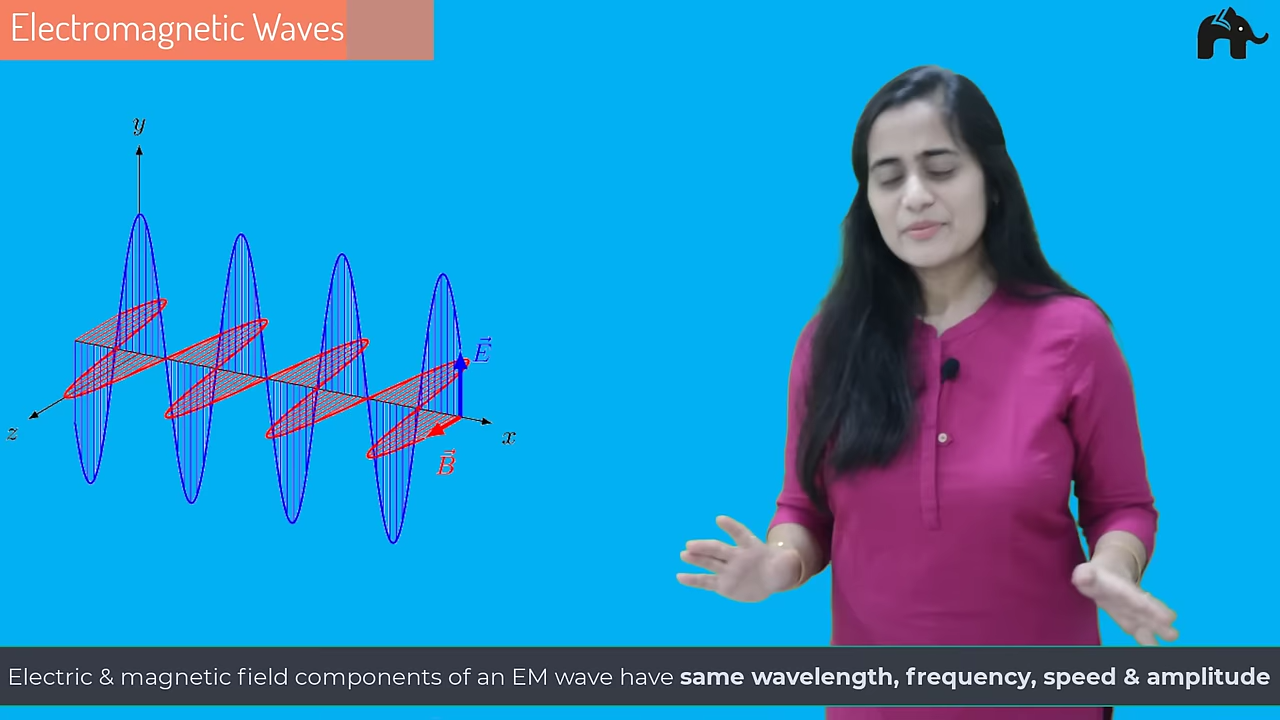 Electromagnetic Waves
y
E
z
x
B
Electric & magnetic field components of an EM wave have same wavelength, frequency, speed & amplitude